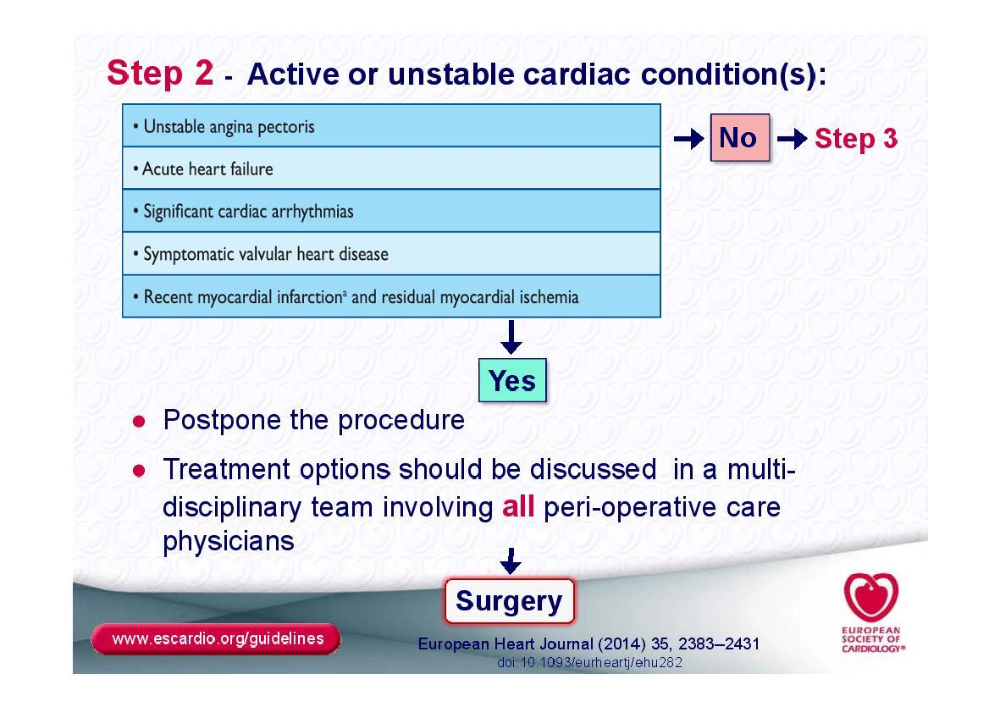 Step 2 - Active or unstable cardiac condition(s):
• Unstable angina pectoris
No
Step 3
• Acute heart failure
• Significant cardiac arrhythmias
• Symptomatic valvular heart disease
• Recent myocardial infarctionᵃ and residual myocardial ischemia
Yes
● Postpone the procedure
● Treatment options should be discussed in a multi-
disciplinary team involving all peri-operative care
physicians
Surgery
www.escardio.org/guidelines
European Heart Journal (2014) 35, 2383–2431
doi:10.1093/eurheartj/ehu282
EUROPEAN
SOCIETY OF
CARDIOLOGY®